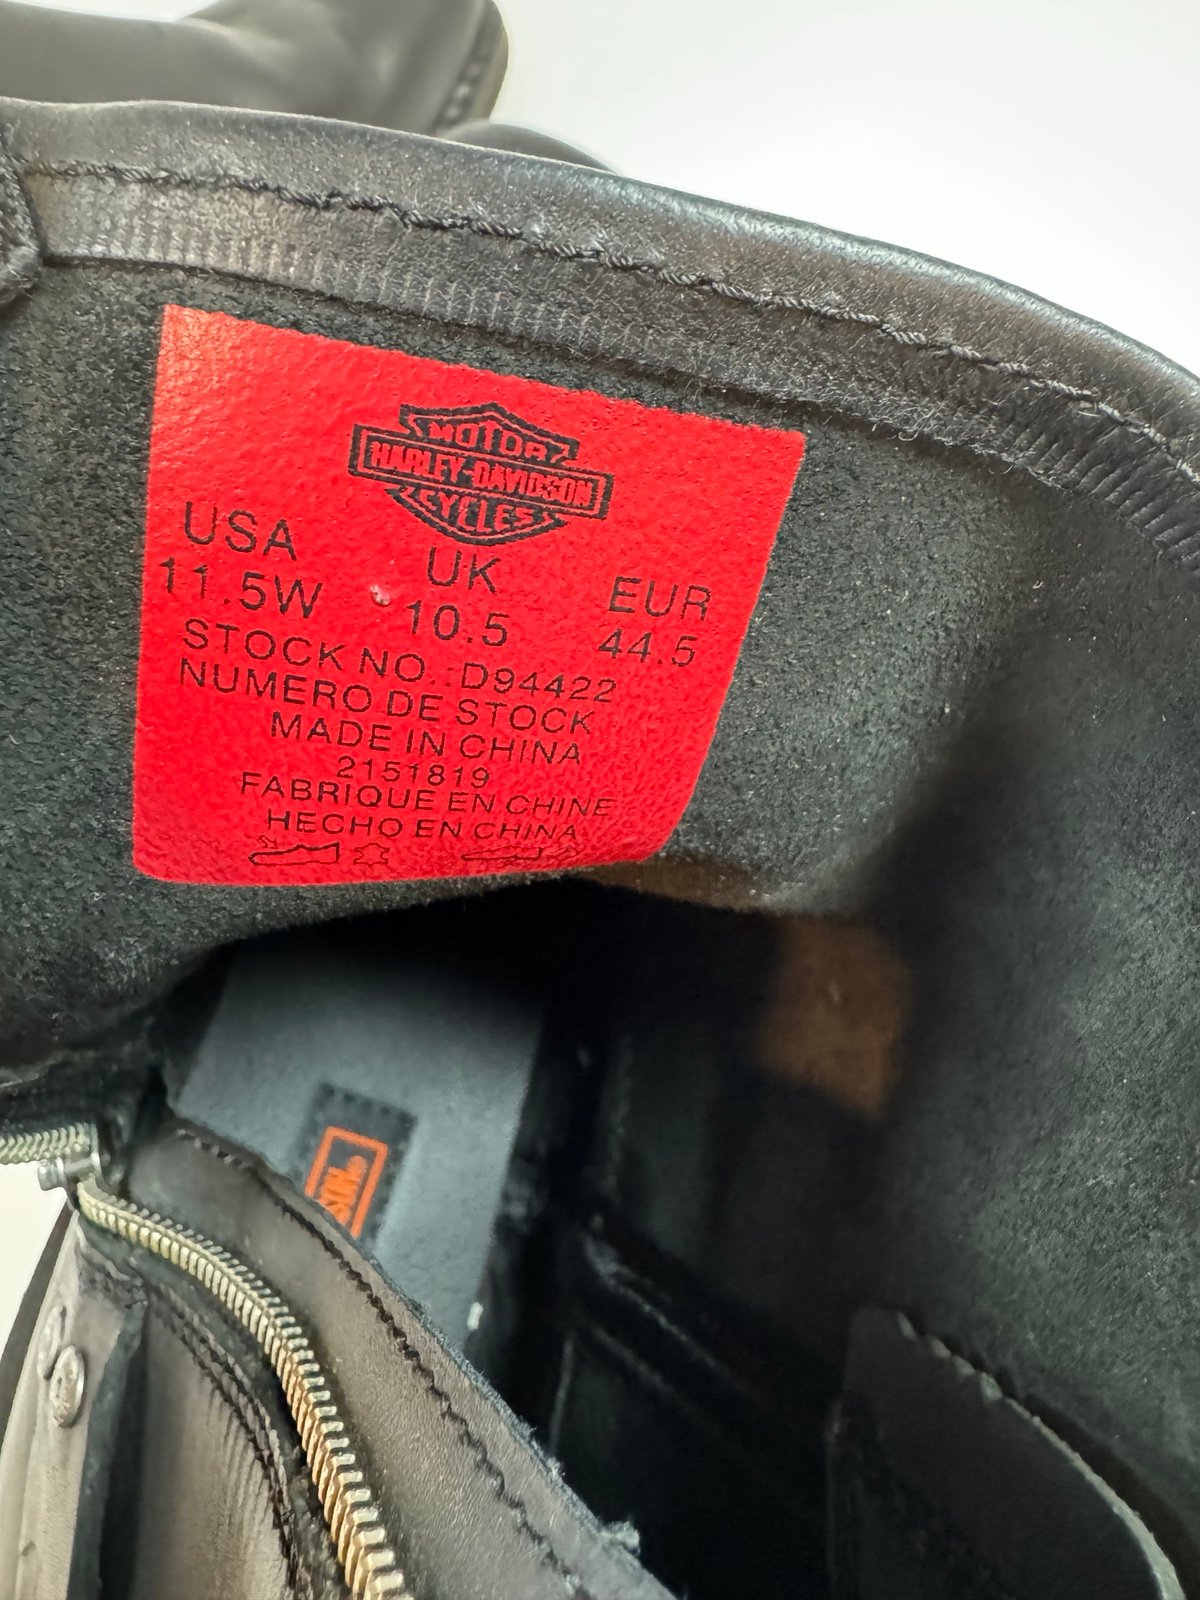 MOTOR
HARLEY-DAVIDSON
CYCLES
USA UK EUR
11.5W 10.5 44.5
STOCK NO.:D94422
NUMERO DE STOCK
MADE IN CHINA
2151819
FABRIQUE EN CHINE
HECHO EN CHINA